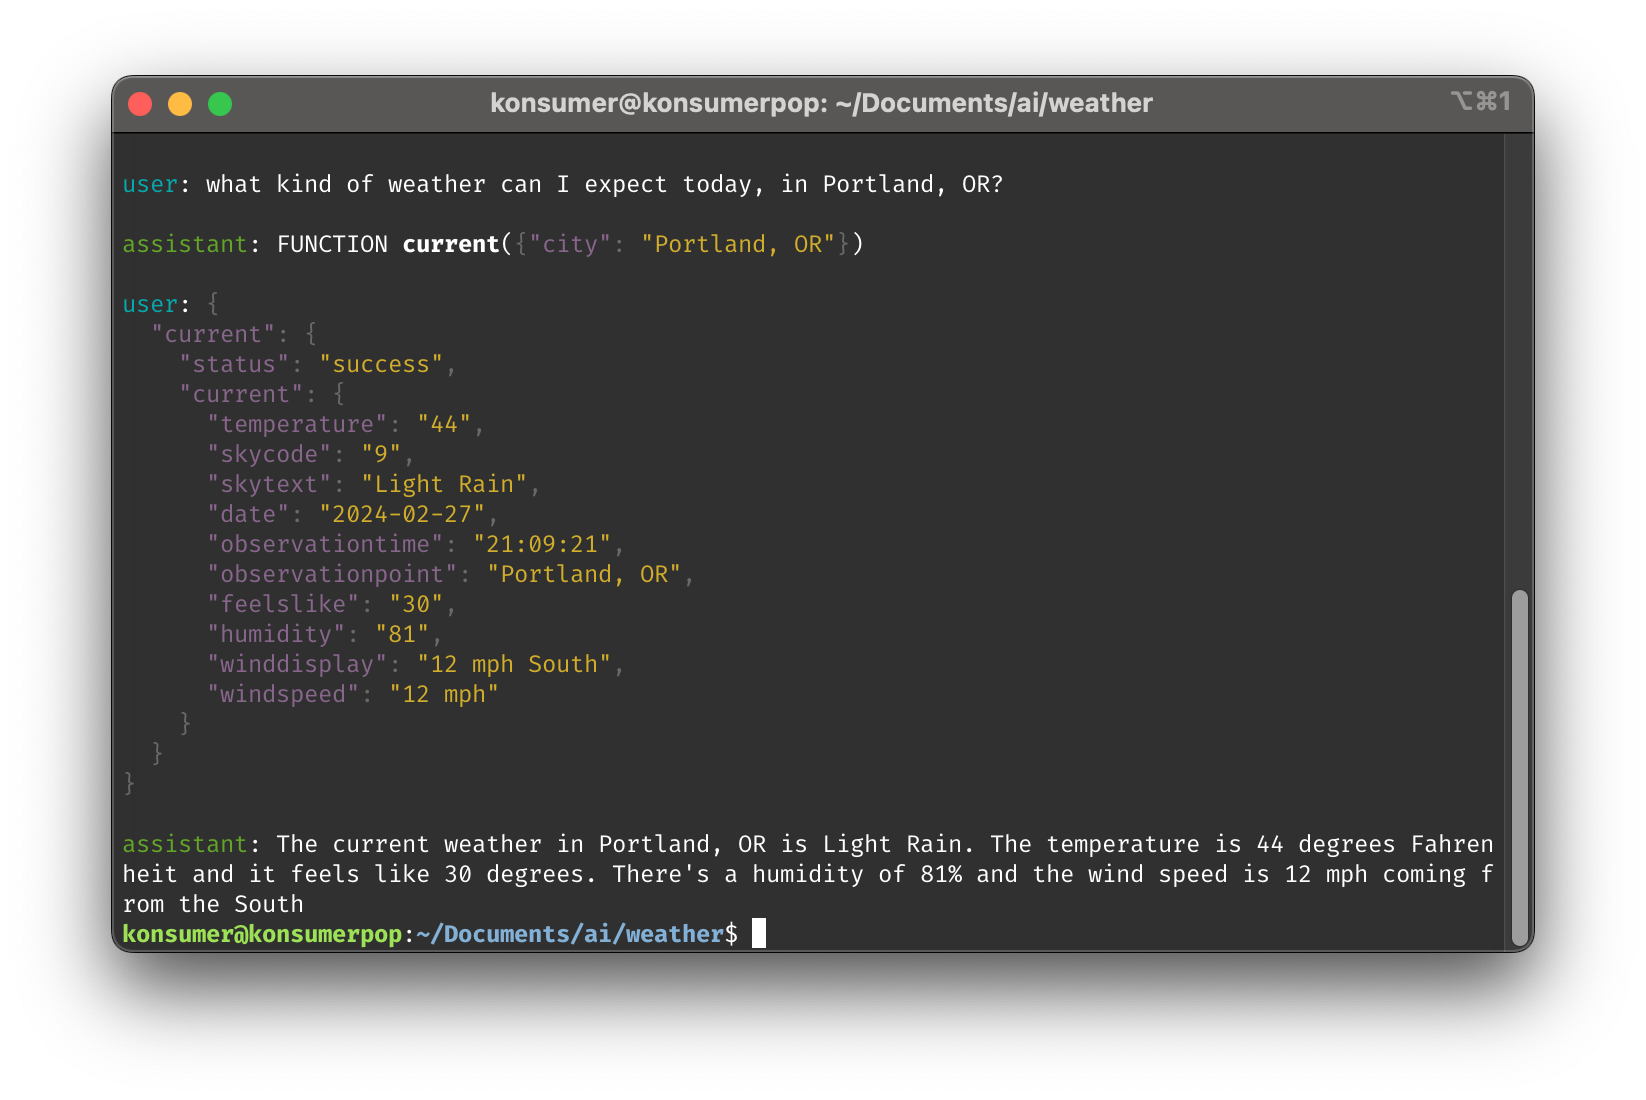 konsumer@konsumerpop: ~/Documents/ai/weather ⌥⌘1
user: what kind of weather can I expect today, in Portland, OR?
assistant: FUNCTION current({"city": "Portland, OR"})
user: {
  "current": {
    "status": "success",
    "current": {
      "temperature": "44",
      "skycode": "9",
      "skytext": "Light Rain",
      "date": "2024-02-27",
      "observationtime": "21:09:21",
      "observationpoint": "Portland, OR",
      "feelslike": "30",
      "humidity": "81",
      "winddisplay": "12 mph South",
      "windspeed": "12 mph"
    }
  }
}
assistant: The current weather in Portland, OR is Light Rain. The temperature is 44 degrees Fahren
heit and it feels like 30 degrees. There's a humidity of 81% and the wind speed is 12 mph coming f
rom the South
konsumer@konsumerpop:~/Documents/ai/weather$